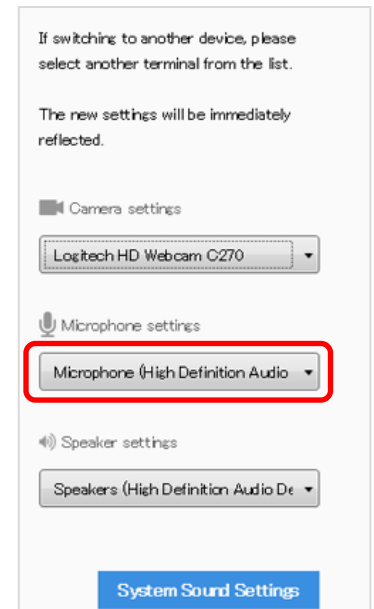 If switching to another device, please
select another terminal from the list.
The new settings will be immediately
reflected.
Camera settings
Logitech HD Webcam C270
Microphone settings
Microphone (High Definition Audio
Speaker settings
Speakers (High Definition Audio De
System Sound Settings